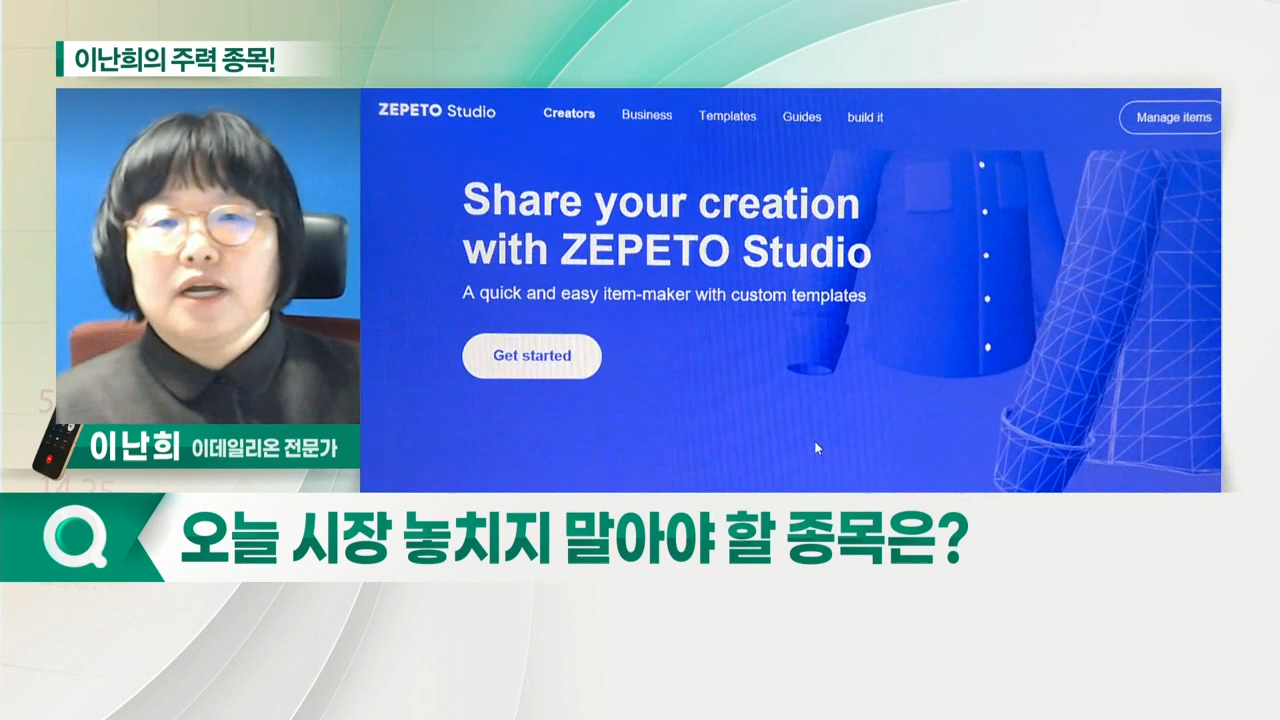 이난희의 주력 종목!
ZEPETO Studio
Creators
Business
Templates
Guides
build it
Manage items
Share your creation
with ZEPETO Studio
A quick and easy item-maker with custom templates
Get started
이난희 이데일리온 전문가
오늘 시장 놓치지 말아야 할 종목은?